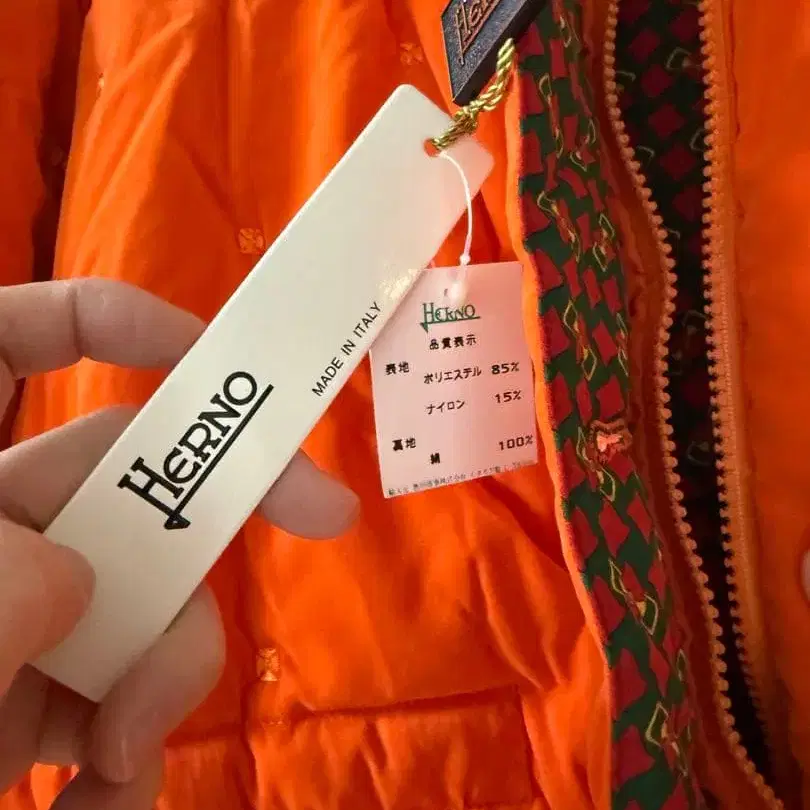 HERNO
HERNO
MADE IN ITALY
HERNO
品質表示
表地 ポリエステル 85%
ナイロン 15%
裏地 絹 100%